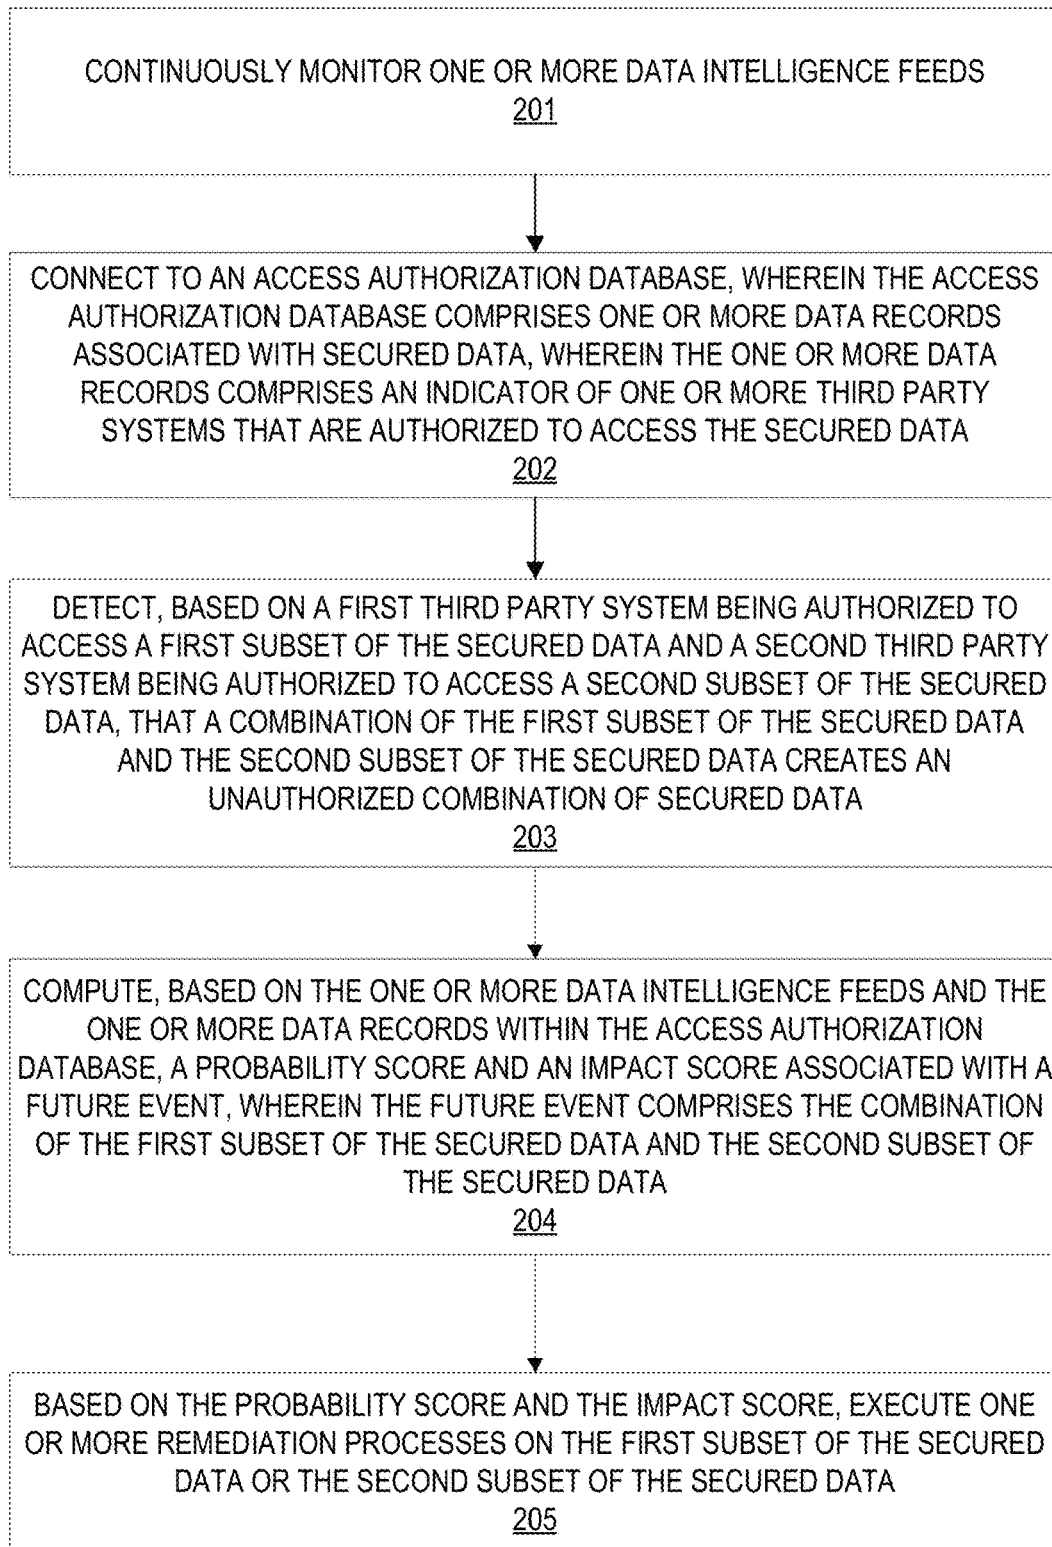 CONTINUOUSLY MONITOR ONE OR MORE DATA INTELLIGENCE FEEDS
201
CONNECT TO AN ACCESS AUTHORIZATION DATABASE, WHEREIN THE ACCESS
AUTHORIZATION DATABASE COMPRISES ONE OR MORE DATA RECORDS
ASSOCIATED WITH SECURED DATA, WHEREIN THE ONE OR MORE DATA
RECORDS COMPRISES AN INDICATOR OF ONE OR MORE THIRD PARTY
SYSTEMS THAT ARE AUTHORIZED TO ACCESS THE SECURED DATA
202
DETECT, BASED ON A FIRST THIRD PARTY SYSTEM BEING AUTHORIZED TO
ACCESS A FIRST SUBSET OF THE SECURED DATA AND A SECOND THIRD PARTY
SYSTEM BEING AUTHORIZED TO ACCESS A SECOND SUBSET OF THE SECURED
DATA, THAT A COMBINATION OF THE FIRST SUBSET OF THE SECURED DATA
AND THE SECOND SUBSET OF THE SECURED DATA CREATES AN
UNAUTHORIZED COMBINATION OF SECURED DATA
203
COMPUTE, BASED ON THE ONE OR MORE DATA INTELLIGENCE FEEDS AND THE
ONE OR MORE DATA RECORDS WITHIN THE ACCESS AUTHORIZATION
DATABASE, A PROBABILITY SCORE AND AN IMPACT SCORE ASSOCIATED WITH A
FUTURE EVENT, WHEREIN THE FUTURE EVENT COMPRISES THE COMBINATION
OF THE FIRST SUBSET OF THE SECURED DATA AND THE SECOND SUBSET OF
THE SECURED DATA
204
BASED ON THE PROBABILITY SCORE AND THE IMPACT SCORE, EXECUTE ONE
OR MORE REMEDIATION PROCESSES ON THE FIRST SUBSET OF THE SECURED
DATA OR THE SECOND SUBSET OF THE SECURED DATA
205